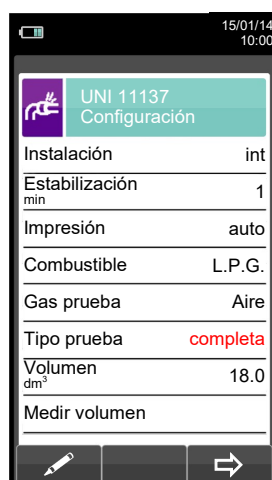 15/01/14
10:00
UNI 11137
Configuración
Instalación int
Estabilización 1
min
Impresión auto
Combustible L.P.G.
Gas prueba Aire
Tipo prueba completa
Volumen 18.0
dm³
Medir volumen